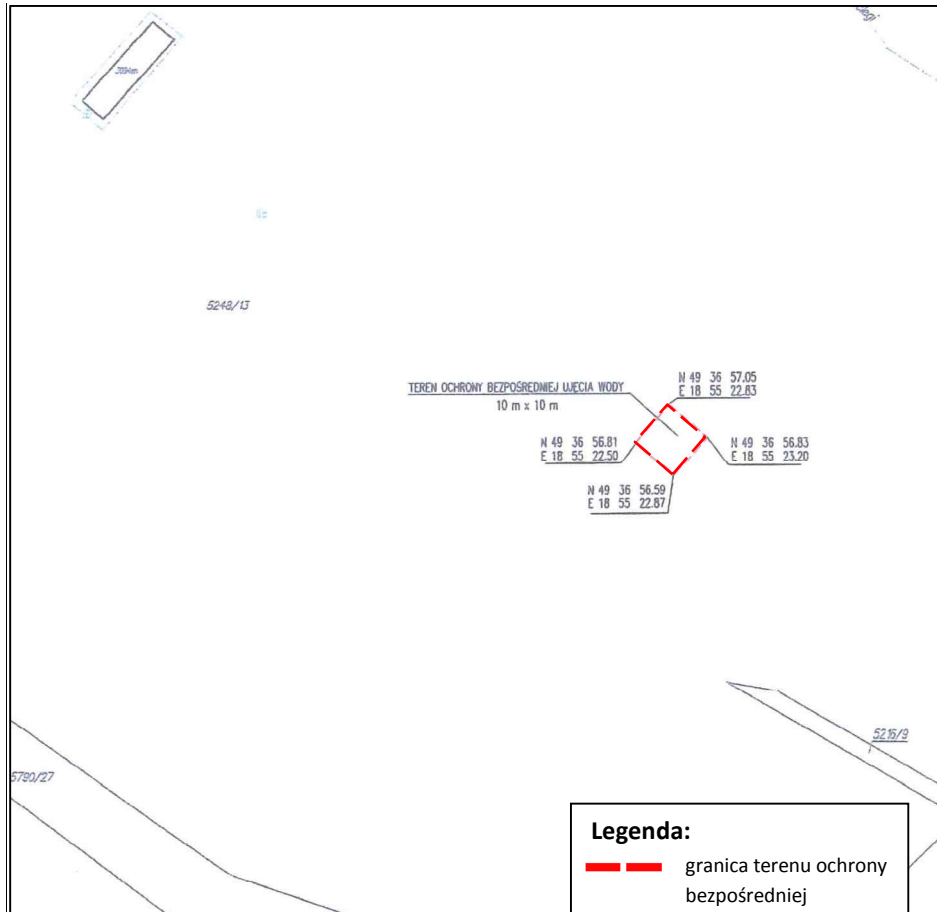 5248/13
TEREN OCHRONY BEZPOŚREDNIEJ UJĘCIA WODY
10 m x 10 m
N 49 36 57.05
E 18 55 22.83
N 49 36 56.81
E 18 55 22.50
N 49 36 56.83
E 18 55 23.20
N 49 36 56.59
E 18 55 22.87
5216/9
5790/27
Legenda:
granica terenu ochrony
bezpośredniej